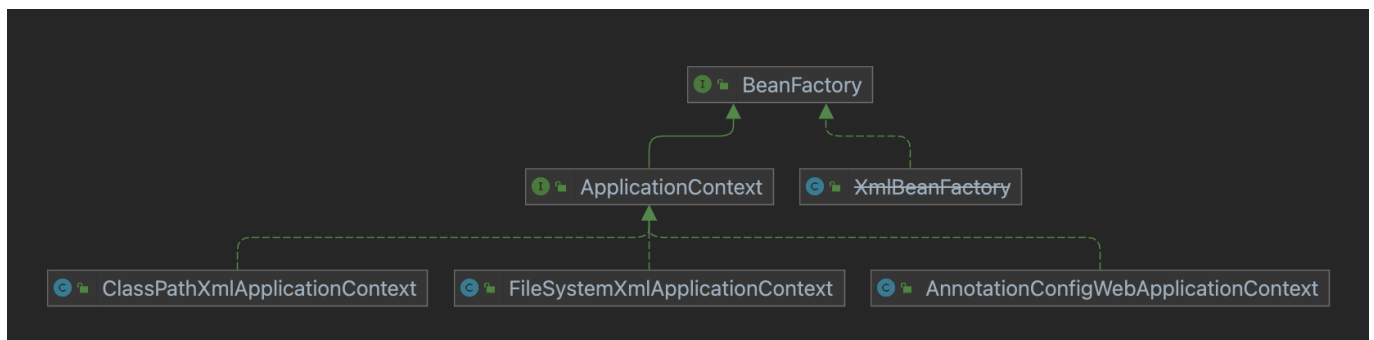 I BeanFactory
I ApplicationContext
C XmlBeanFactory
C ClassPathXmlApplicationContext
C FileSystemXmlApplicationContext
C AnnotationConfigWebApplicationContext